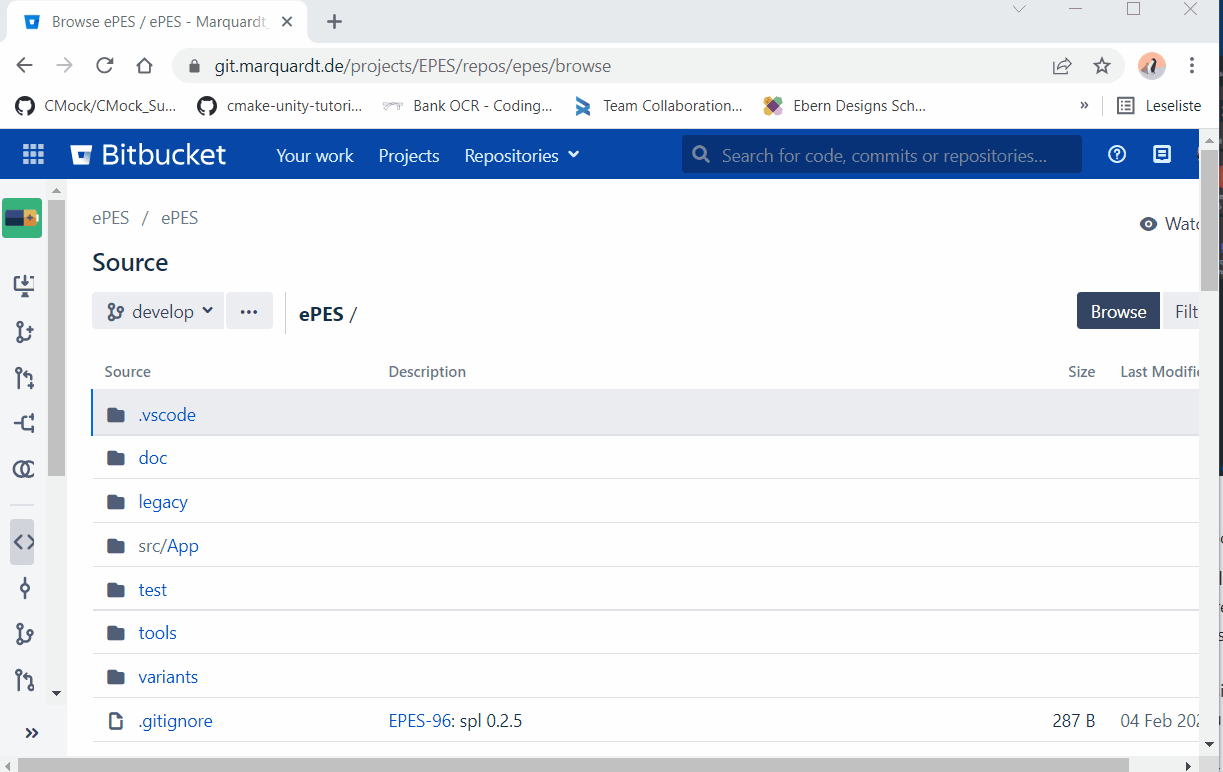 Browse ePES / ePES - Marquardt
git.marquardt.de/projects/EPES/repos/epes/browse
CMock/CMock_Su... cmake-unity-tutori... Bank OCR - Coding... Team Collaboration... Ebern Designs Sch... » Leseliste
Bitbucket Your work Projects Repositories Search for code, commits or repositories...
ePES / ePES
Watc
Source
develop ... ePES / Browse Filt
Source Description Size Last Modifie
.vscode
doc
legacy
src/App
test
tools
variants
.gitignore EPES-96: spl 0.2.5 287 B 04 Feb 202